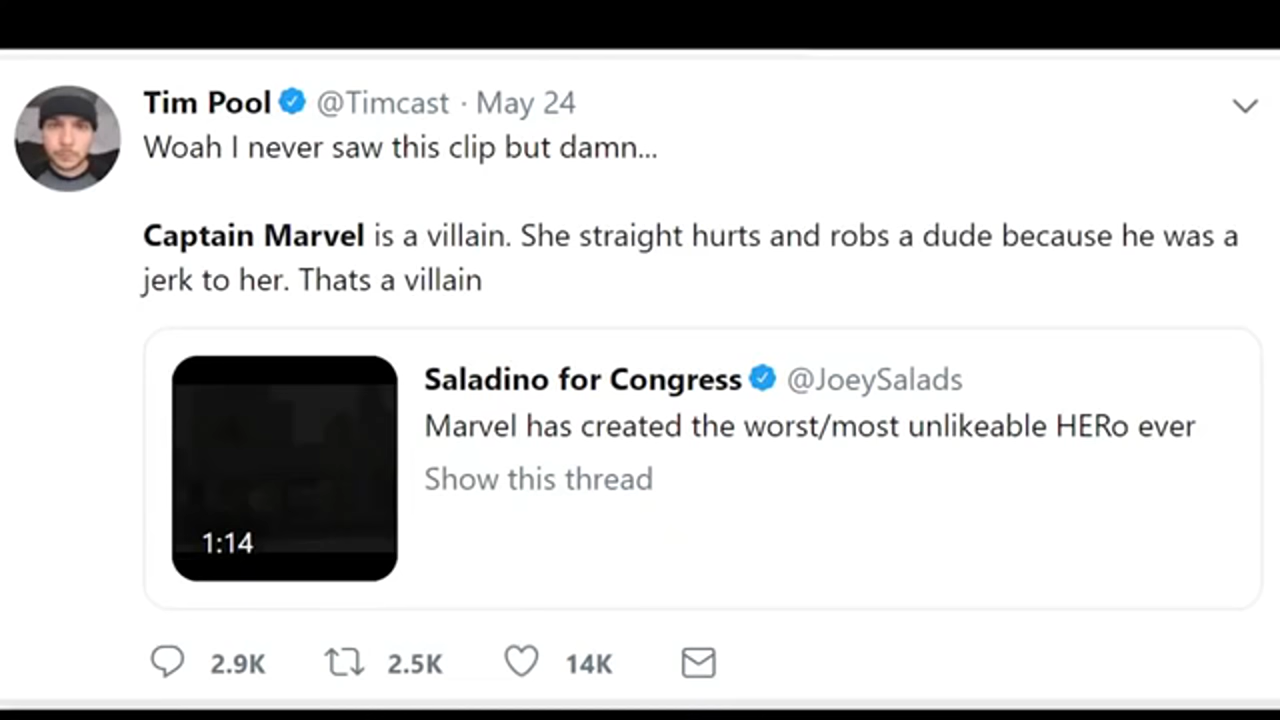 Tim Pool @Timcast · May 24
Woah I never saw this clip but damn...
Captain Marvel is a villain. She straight hurts and robs a dude because he was a
jerk to her. Thats a villain
Saladino for Congress @JoeySalads
Marvel has created the worst/most unlikeable HERo ever
Show this thread
1:14
2.9K 2.5K 14K